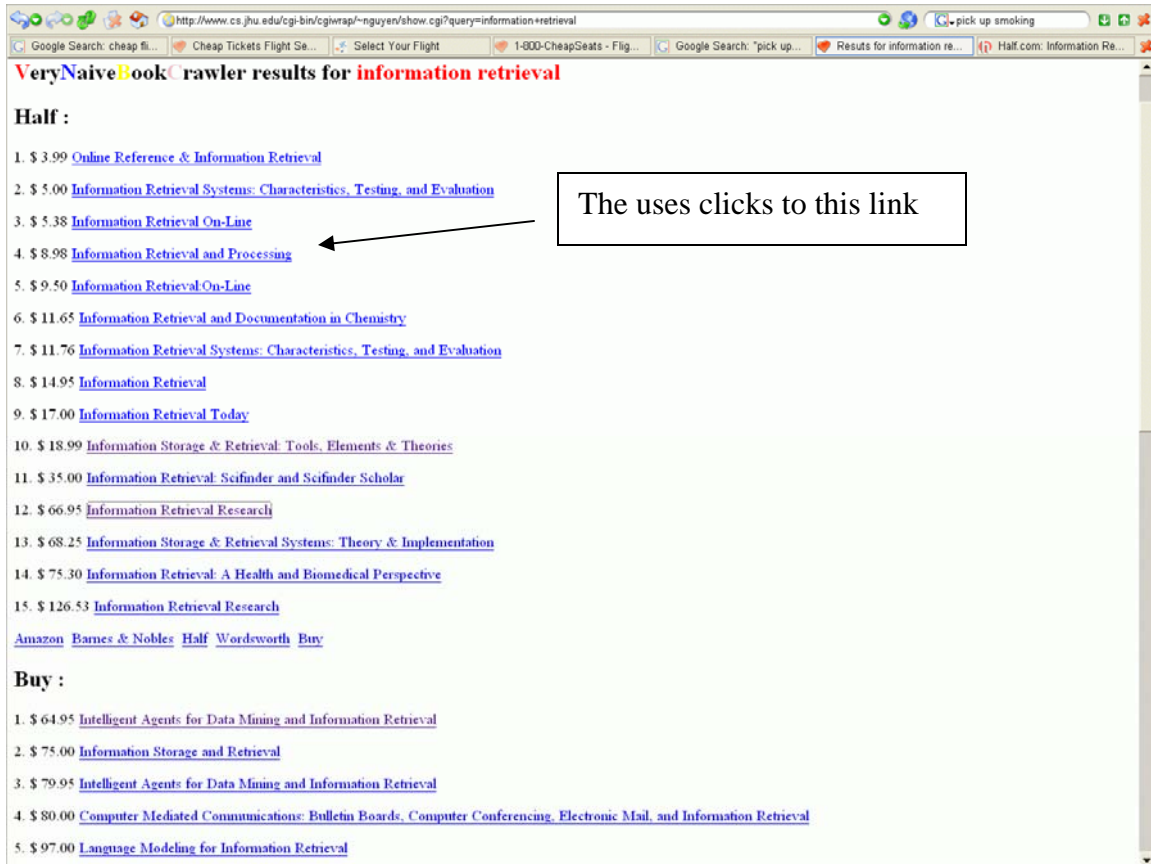 http://www.cs.jhu.edu/cgi-bin/cgiwrap/~nguyen/show.cgi?query=information+retrieval
pick up smoking
Google Search: cheap fli...
Cheap Tickets Flight Se...
Select Your Flight
1-800-CheapSeats - Flig...
Google Search: "pick up...
Resuts for information re...
Half.com: Information Re...
VeryNaiveBookCrawler results for information retrieval
Half :
1. $ 3.99 Online Reference & Information Retrieval
2. $ 5.00 Information Retrieval Systems: Characteristics, Testing, and Evaluation
The uses clicks to this link
3. $ 5.38 Information Retrieval On-Line
4. $ 8.98 Information Retrieval and Processing
5. $ 9.50 Information Retrieval:On-Line
6. $ 11.65 Information Retrieval and Documentation in Chemistry
7. $ 11.76 Information Retrieval Systems: Characteristics, Testing, and Evaluation
8. $ 14.95 Information Retrieval
9. $ 17.00 Information Retrieval Today
10. $ 18.99 Information Storage & Retrieval: Tools, Elements & Theories
11. $ 35.00 Information Retrieval: Scifinder and Scifinder Scholar
12. $ 66.95 Information Retrieval Research
13. $ 68.25 Information Storage & Retrieval Systems: Theory & Implementation
14. $ 75.30 Information Retrieval: A Health and Biomedical Perspective
15. $ 126.53 Information Retrieval Research
Amazon Barnes & Nobles Half Wordsworth Buy
Buy :
1. $ 64.95 Intelligent Agents for Data Mining and Information Retrieval
2. $ 75.00 Information Storage and Retrieval
3. $ 79.95 Intelligent Agents for Data Mining and Information Retrieval
4. $ 80.00 Computer Mediated Communications: Bulletin Boards, Computer Conferencing, Electronic Mail, and Information Retrieval
5. $ 97.00 Language Modeling for Information Retrieval